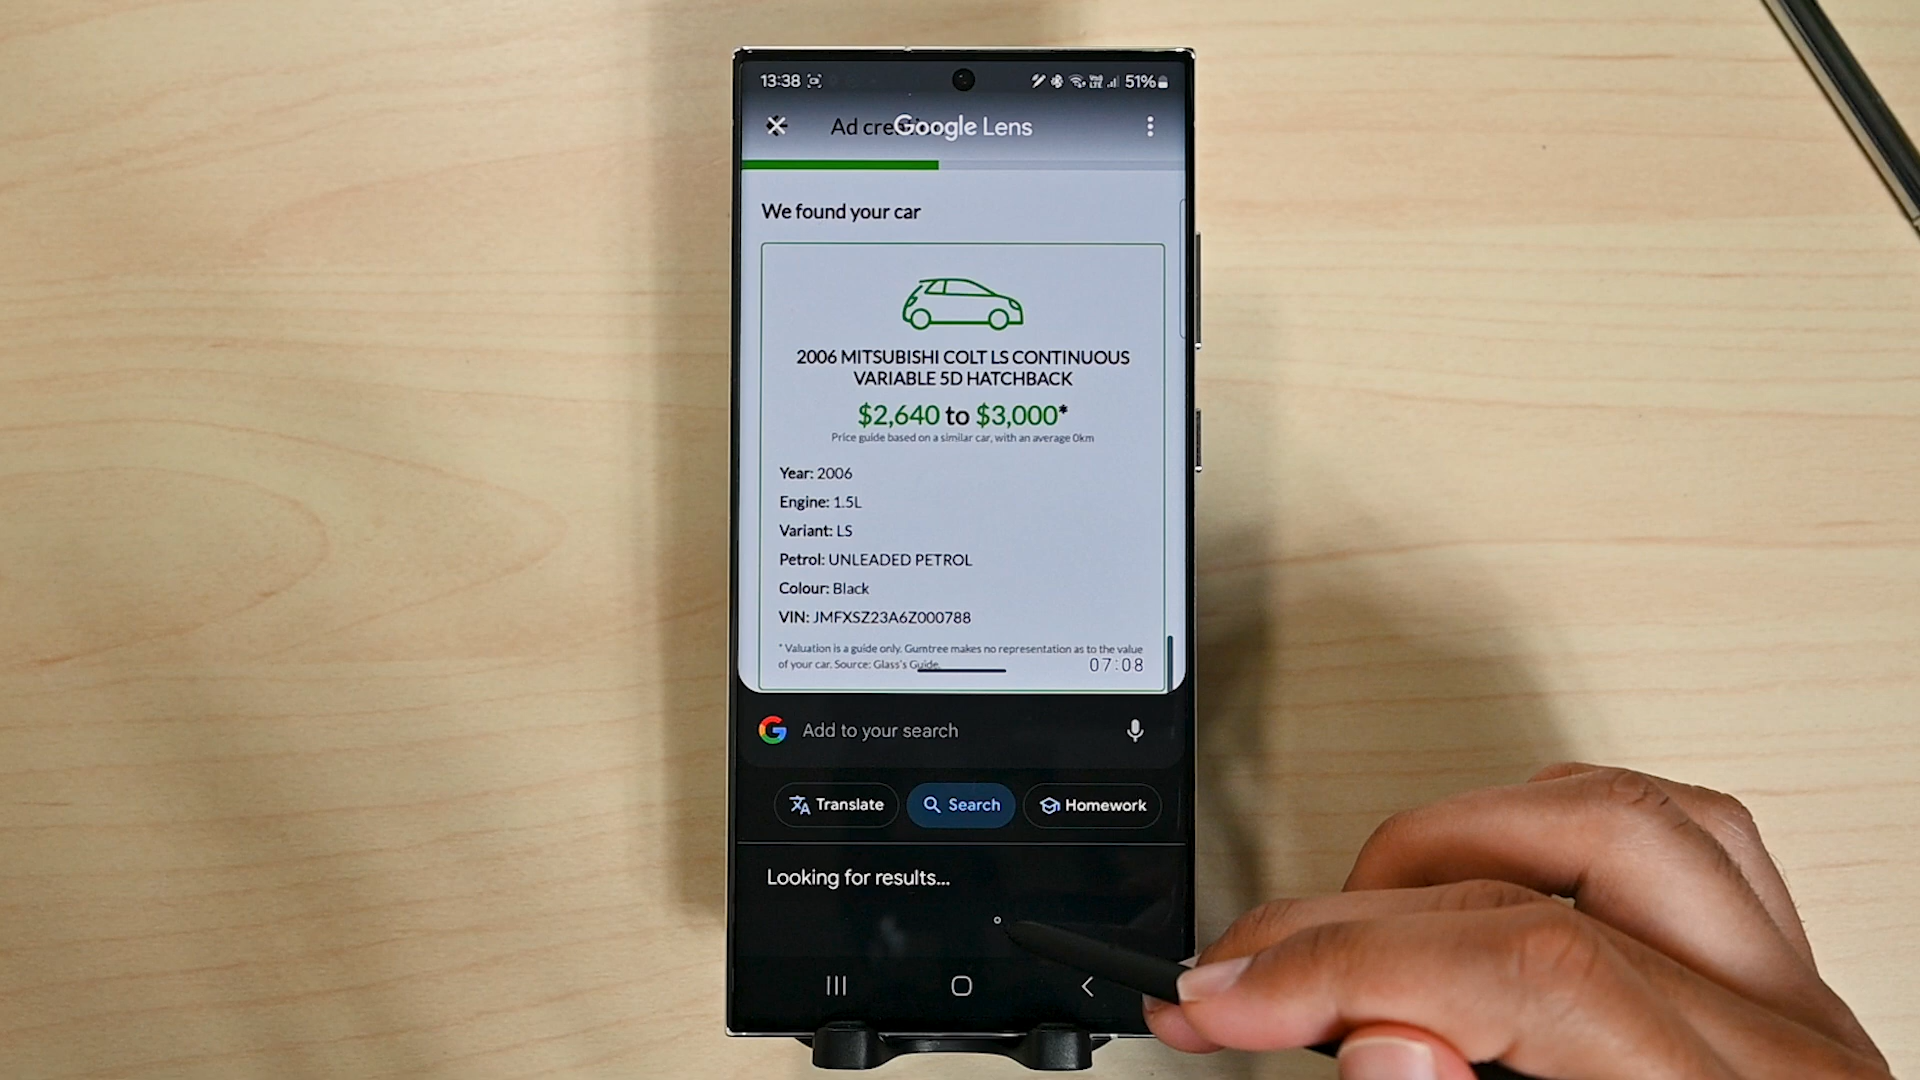 13:38
51%
Ad cre
Google Lens
We found your car
2006 MITSUBISHI COLT LS CONTINUOUS
VARIABLE 5D HATCHBACK
$2,640 to $3,000*
Price guide based on a similar car, with an average 0km
Year: 2006
Engine: 1.5L
Variant: LS
Petrol: UNLEADED PETROL
Colour: Black
VIN: JMFXSZ23A6Z000788
* Valuation is a guide only. Gumtree makes no representation as to the value
of your car. Source: Glass's Guide.
07:08
Add to your search
Translate
Search
Homework
Looking for results...